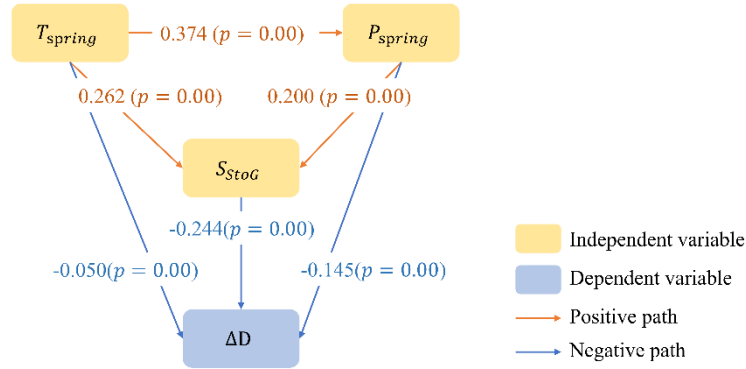 T_spring
0.374 (p = 0.00)
P_spring
0.262 (p = 0.00)
0.200 (p = 0.00)
S_StoG
-0.244(p = 0.00)
-0.050(p = 0.00)
-0.145(p = 0.00)
ΔD
Independent variable
Dependent variable
Positive path
Negative path